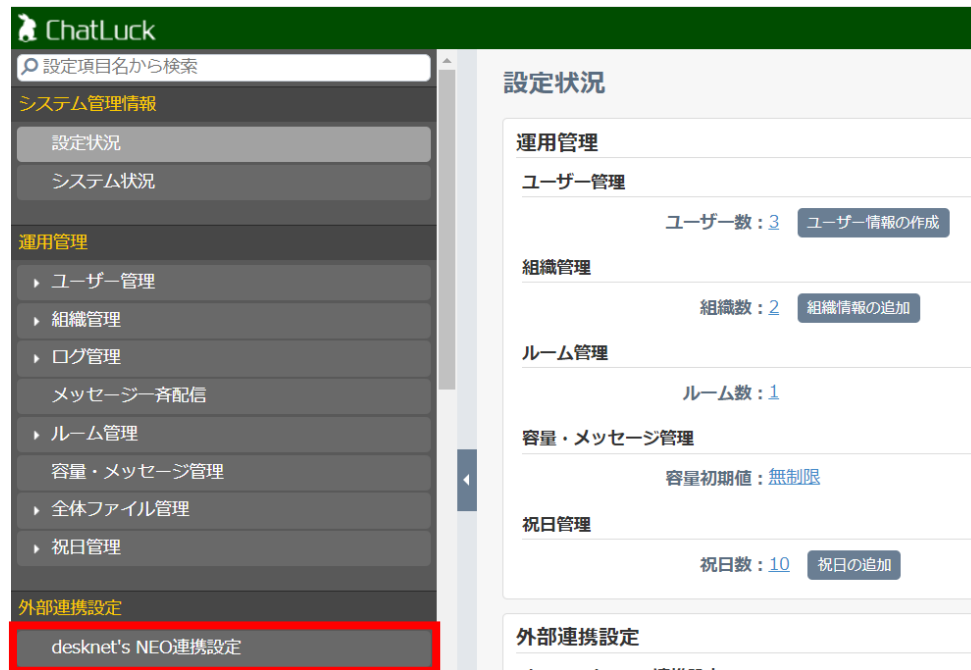 ChatLuck
設定項目名から検索
システム管理情報
設定状況
システム状況
運用管理
ユーザー管理
組織管理
ログ管理
メッセージ一斉配信
ルーム管理
容量・メッセージ管理
全体ファイル管理
祝日管理
外部連携設定
desknet's NEO連携設定
設定状況
運用管理
ユーザー管理
ユーザー数：3 ユーザー情報の作成
組織管理
組織数：2 組織情報の追加
ルーム管理
ルーム数：1
容量・メッセージ管理
容量初期値：無制限
祝日管理
祝日数：10 祝日の追加
外部連携設定